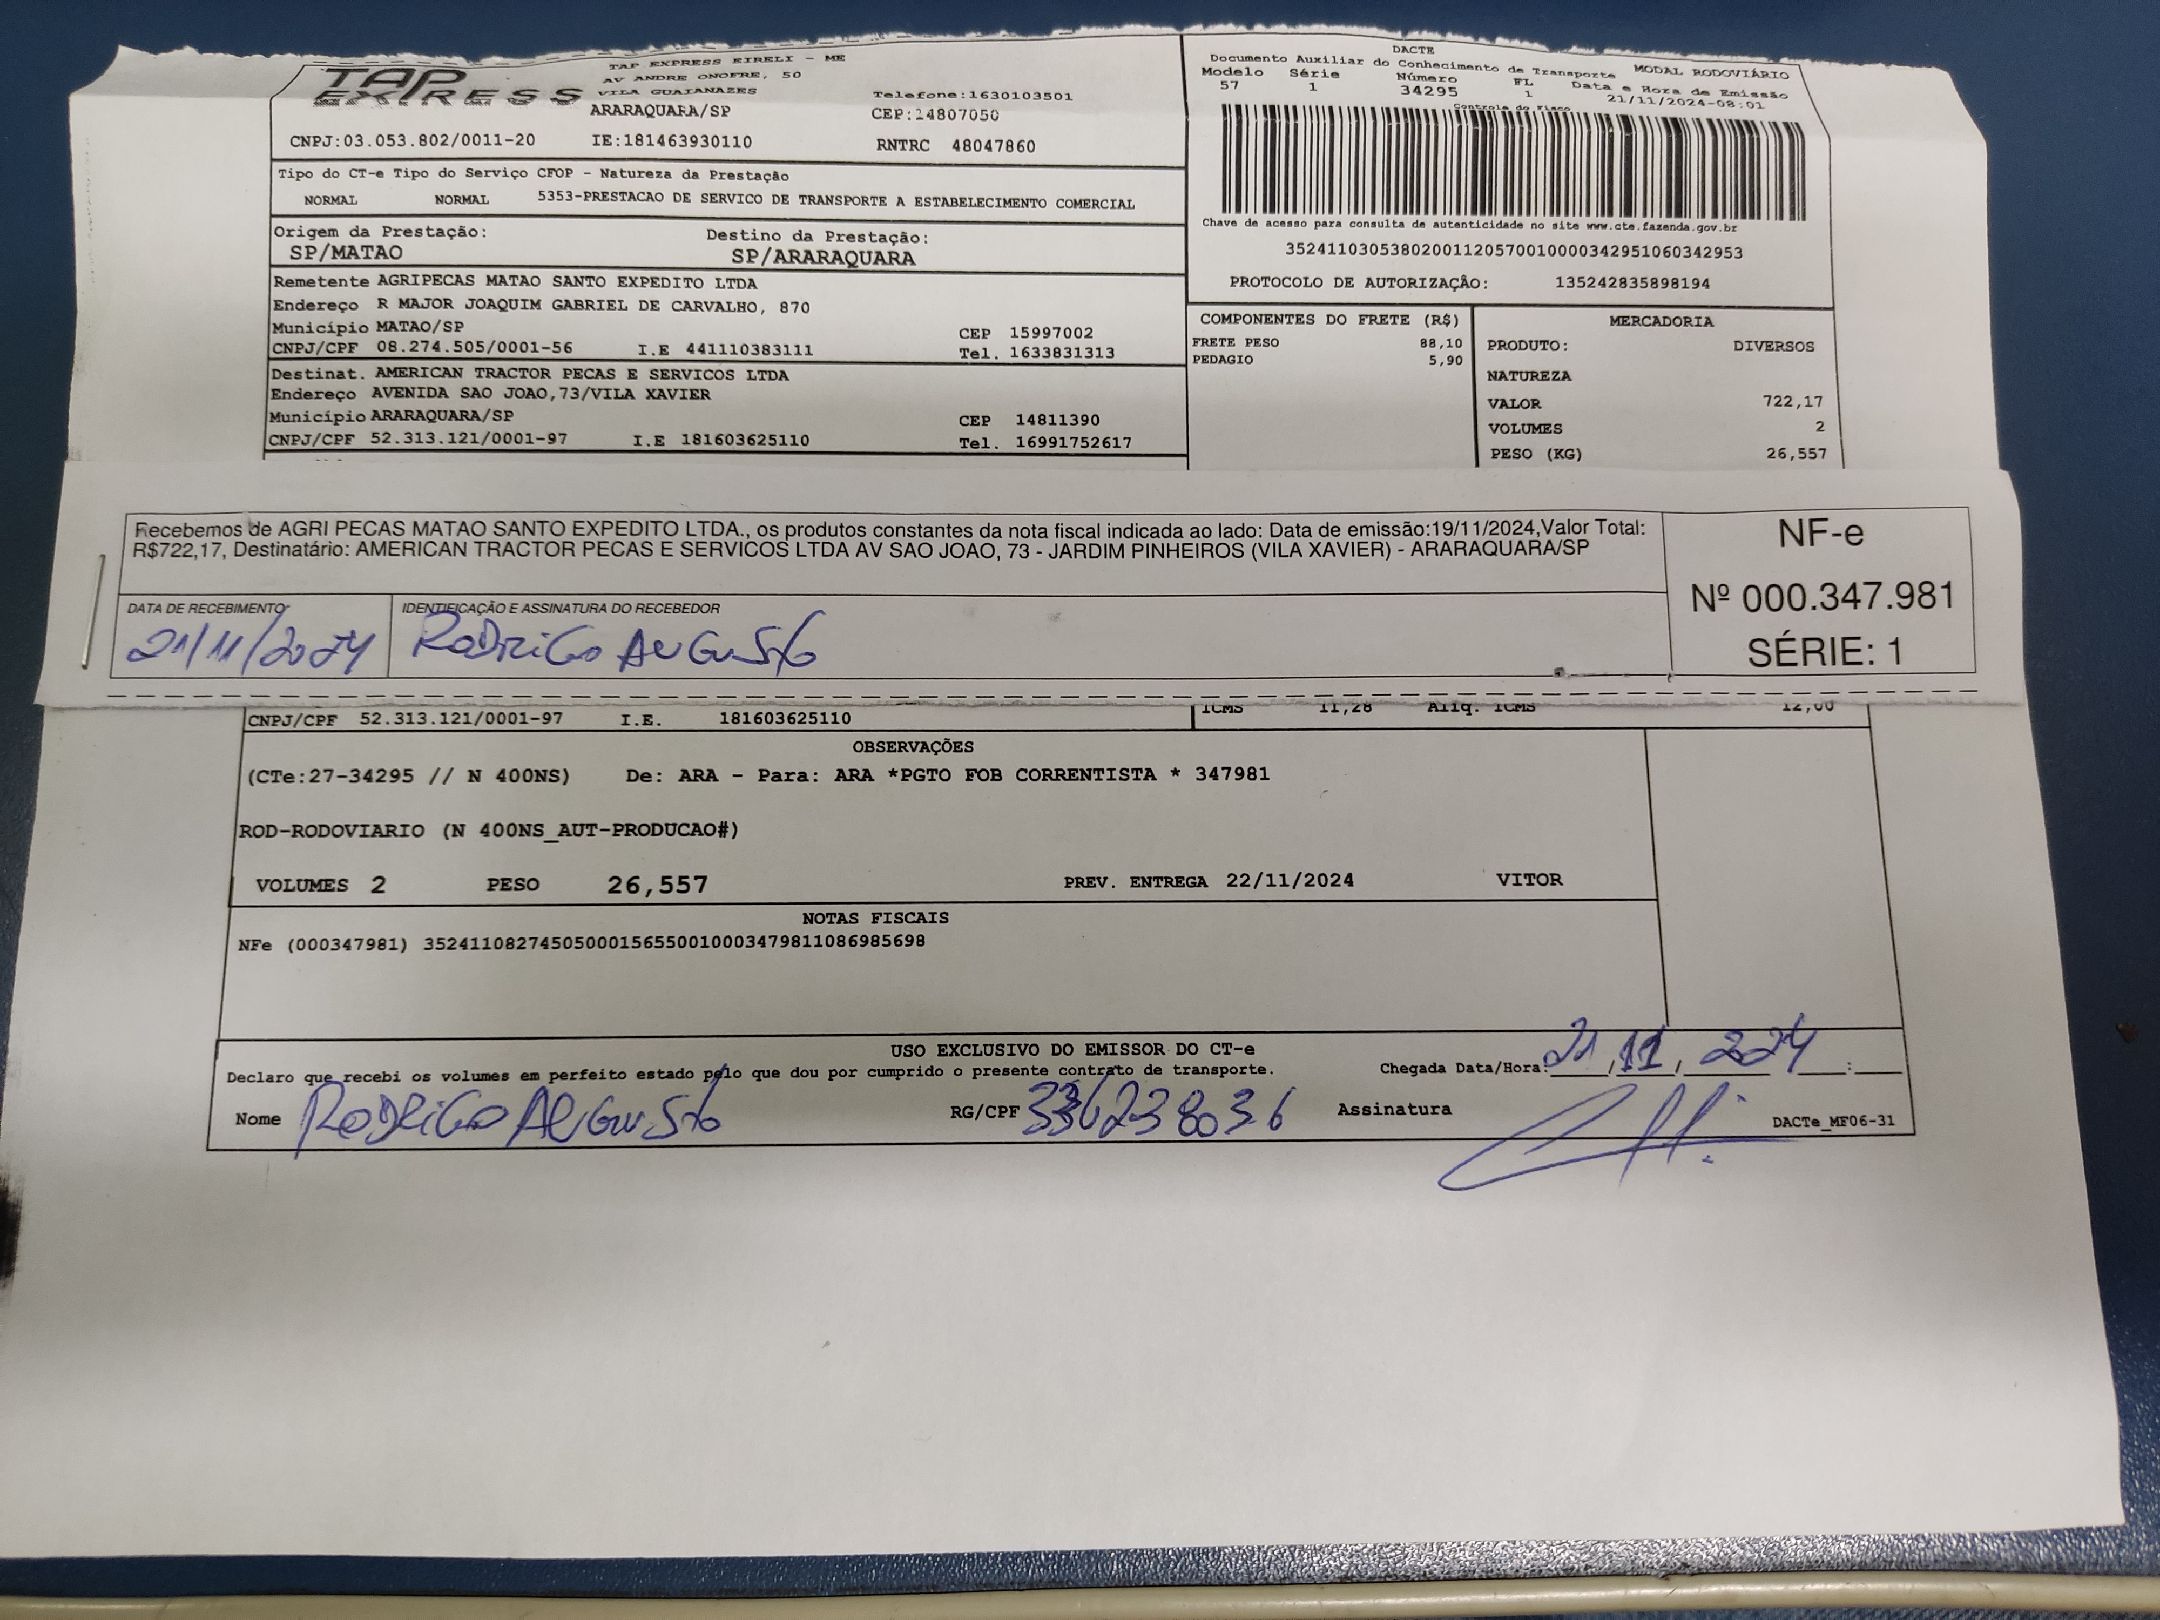 TAP EXPRESS
TAP EXPRESS EIRELI - ME
AV ANDRE ONOFRE, 50
VILA GUAIANAZES
ARARAQUARA/SP
Telefone:1630103501
CEP:14807050
CNPJ:03.053.802/0011-20 IE:181463930110 RNTRC 48047860
DACTE
Documento Auxiliar do Conhecimento de Transporte MODAL RODOVIÁRIO
Modelo Série Número FL Data e Hora de Emissão
57 1 34295 1 21/11/2024-08:01
Controle do Fisco
Chave de acesso para consulta de autenticidade no site www.cte.fazenda.gov.br
35241103053802001120570010000342951060342953
PROTOCOLO DE AUTORIZAÇÃO: 135242835898194
Tipo do CT-e Tipo do Serviço CFOP - Natureza da Prestação
NORMAL NORMAL 5353-PRESTACAO DE SERVICO DE TRANSPORTE A ESTABELECIMENTO COMERCIAL
Origem da Prestação: Destino da Prestação:
SP/MATAO SP/ARARAQUARA
Remetente AGRIPECAS MATAO SANTO EXPEDITO LTDA
Endereço R MAJOR JOAQUIM GABRIEL DE CARVALHO, 870
Município MATAO/SP CEP 15997002
CNPJ/CPF 08.274.505/0001-56 I.E 441110383111 Tel. 1633831313
Destinat. AMERICAN TRACTOR PECAS E SERVICOS LTDA
Endereço AVENIDA SAO JOAO,73/VILA XAVIER
Município ARARAQUARA/SP CEP 14811390
CNPJ/CPF 52.313.121/0001-97 I.E 181603625110 Tel. 16991752617
COMPONENTES DO FRETE (R$)
FRETE PESO 88,10
PEDAGIO 5,90
MERCADORIA
PRODUTO: DIVERSOS
NATUREZA
VALOR 722,17
VOLUMES 2
PESO (KG) 26,557
Recebemos de AGRI PECAS MATAO SANTO EXPEDITO LTDA., os produtos constantes da nota fiscal indicada ao lado: Data de emissão:19/11/2024,Valor Total:
R$722,17, Destinatário: AMERICAN TRACTOR PECAS E SERVICOS LTDA AV SAO JOAO, 73 - JARDIM PINHEIROS (VILA XAVIER) - ARARAQUARA/SP
NF-e
Nº 000.347.981
SÉRIE: 1
DATA DE RECEBIMENTO IDENTIFICAÇÃO E ASSINATURA DO RECEBEDOR
21/11/2024 RODRIGO AUGUSTO
CNPJ/CPF 52.313.121/0001-97 I.E. 181603625110 ICMS 11,28 Alíq. ICMS 12,00
OBSERVAÇÕES
(CTe:27-34295 // N 400NS) De: ARA - Para: ARA *PGTO FOB CORRENTISTA * 347981
ROD-RODOVIARIO (N 400NS_AUT-PRODUCAO#)
VOLUMES 2 PESO 26,557 PREV. ENTREGA 22/11/2024 VITOR
NOTAS FISCAIS
NFe (000347981) 35241108274505000156550010003479811086985698
USO EXCLUSIVO DO EMISSOR DO CT-e
Declaro que recebi os volumes em perfeito estado pelo que dou por cumprido o presente contrato de transporte. Chegada Data/Hora: 21 11 2024
Nome RODRIGO AUGUSTO RG/CPF 336238036 Assinatura
DACTe_MF06-31